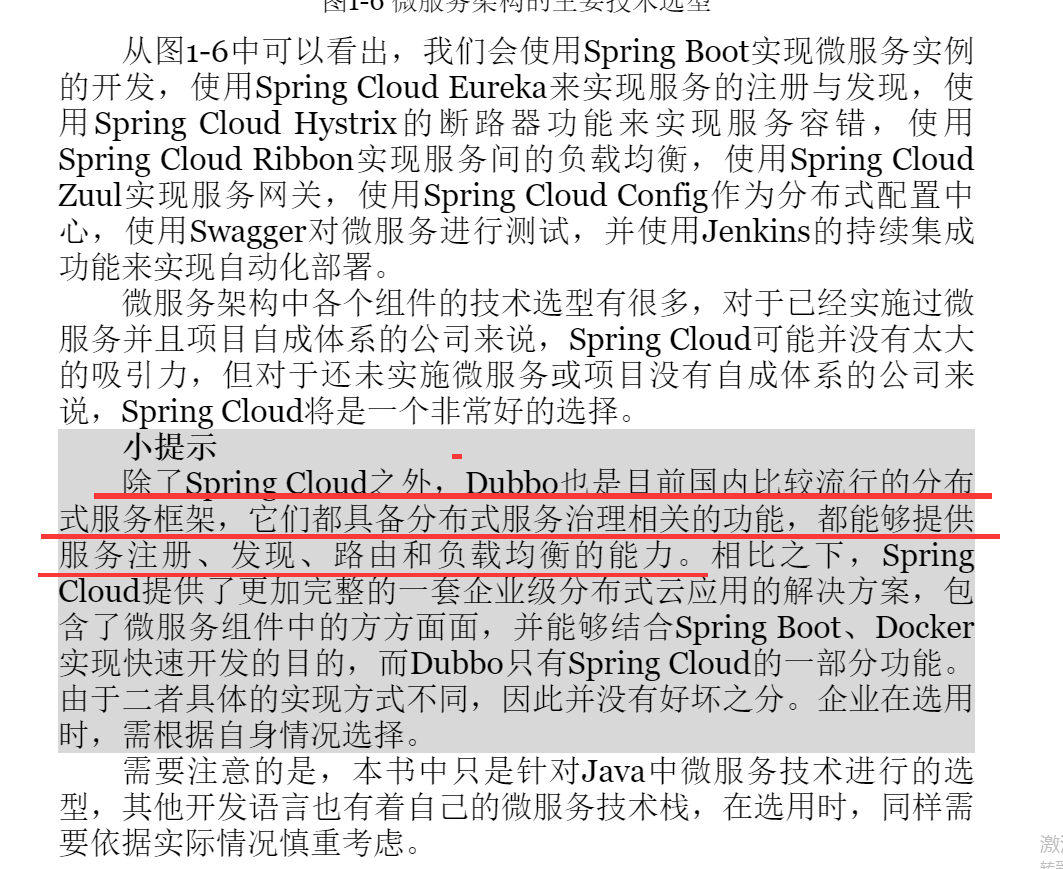 图1-6 微服务架构的主要技术选型
从图1-6中可以看出，我们会使用Spring Boot实现微服务实例
的开发，使用Spring Cloud Eureka来实现服务的注册与发现，使
用Spring Cloud Hystrix的断路器功能来实现服务容错，使用
Spring Cloud Ribbon实现服务间的负载均衡，使用Spring Cloud
Zuul实现服务网关，使用Spring Cloud Config作为分布式配置中
心，使用Swagger对微服务进行测试，并使用Jenkins的持续集成
功能来实现自动化部署。
微服务架构中各个组件的技术选型有很多，对于已经实施过微
服务并且项目自成体系的公司来说，Spring Cloud可能并没有太大
的吸引力，但对于还未实施微服务或项目没有自成体系的公司来
说，Spring Cloud将是一个非常好的选择。
小提示
除了Spring Cloud之外，Dubbo也是目前国内比较流行的分布
式服务框架，它们都具备分布式服务治理相关的功能，都能够提供
服务注册、发现、路由和负载均衡的能力。相比之下，Spring
Cloud提供了更加完整的一套企业级分布式云应用的解决方案，包
含了微服务组件中的方方面面，并能够结合Spring Boot、Docker
实现快速开发的目的，而Dubbo只有Spring Cloud的一部分功能。
由于二者具体的实现方式不同，因此并没有好坏之分。企业在选用
时，需根据自身情况选择。
需要注意的是，本书中只是针对Java中微服务技术进行的选
型，其他开发语言也有着自己的微服务技术栈，在选用时，同样需
要依据实际情况慎重考虑。
激